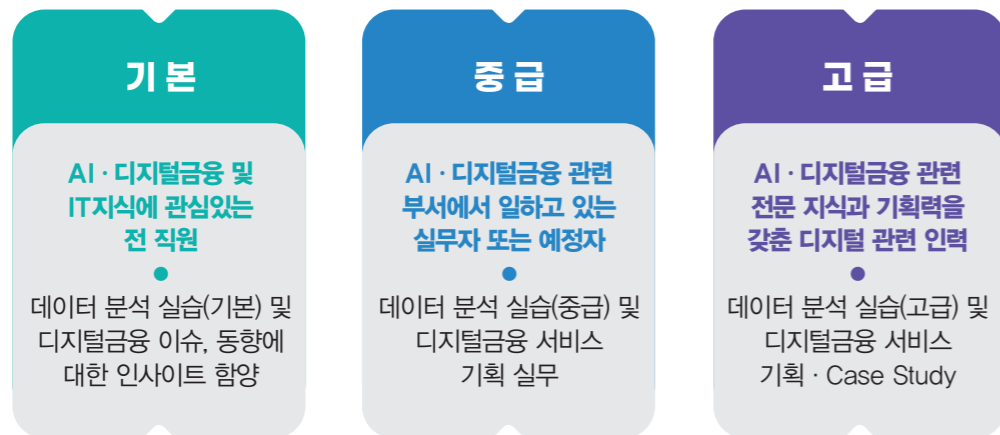 기본
AI · 디지털금융 및
IT지식에 관심있는
전 직원
데이터 분석 실습(기본) 및
디지털금융 이슈, 동향에
대한 인사이트 함양
중급
AI · 디지털금융 관련
부서에서 일하고 있는
실무자 또는 예정자
데이터 분석 실습(중급) 및
디지털금융 서비스
기획 실무
고급
AI · 디지털금융 관련
전문 지식과 기획력을
갖춘 디지털 관련 인력
데이터 분석 실습(고급) 및
디지털금융 서비스
기획 · Case Study